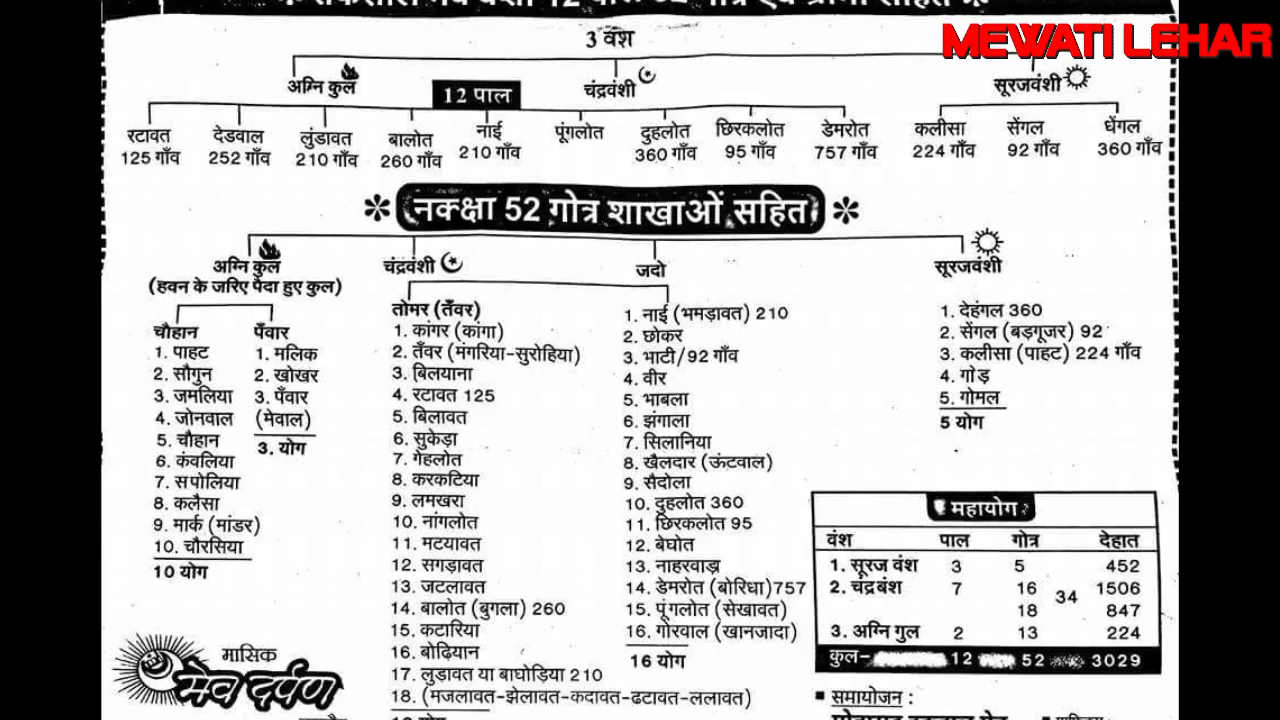 12 पाल 52 गोत्र एवं ग्रामों सहित
MEWATI LEHAR
3 वंश
अग्नि कुल
12 पाल
चंद्रवंशी
सूरजवंशी
रटावत देडवाल लुंडावत बालोत नाई पूंगलोत दुहलोत छिरकलोत डेमरोत कलीसा सेंगल धेंगल
125 गाँव 252 गाँव 210 गाँव 260 गाँव 210 गाँव 360 गाँव 95 गाँव 757 गाँव 224 गाँव 92 गाँव 360 गाँव
नक्क्षा 52 गोत्र शाखाओं सहित
अग्नि कुल
(हवन के जरिए पैदा हुए कुल)
चौहान
1. पाहट
2. सौगुन
3. जमलिया
4. जोनवाल
5. चौहान
6. कंवलिया
7. सपोलिया
8. कलैसा
9. मार्क (मांडर)
10. चौरसिया
10 योग
पँवार
1. मलिक
2. खोखर
3. पँवार
(मेवाल)
3. योग
चंद्रवंशी
तोमर (तँवर)
1. कांगर (कांगा)
2. तँवर (मंगरिया-सुरोहिया)
3. बिलयाना
4. रटावत 125
5. बिलावत
6. सुकेड़ा
7. गेहलोत
8. करकटिया
9. लमखरा
10. नांगलोत
11. मटयावत
12. सगड़ावत
13. जटलावत
14. बालोत (बुगला) 260
15. कटारिया
16. बोढ़ियान
17. लुड़ावत या बाघोड़िया 210
18. (मजलावत-झेलावत-कदावत-ढटावत-ललावत)
जदो
1. नाई (भमड़ावत) 210
2. छोकर
3. भाटी/92 गाँव
4. वीर
5. भाबला
6. झंगाला
7. सिलानिया
8. खैलदार (ऊंटवाल)
9. सैदोला
10. दुहलोत 360
11. छिरकलोत 95
12. बेघोत
13. नाहरवाड़
14. डेमरोत (बोरिधा)757
15. पूंगलोत (सेखावत)
16. गोरवाल (खानजादा)
16 योग
सूरजवंशी
1. देहंगल 360
2. सेंगल (बड़गूजर) 92
3. कलीसा (पाहट) 224 गाँव
4. गोड़
5. गोमल
5 योग
महायोग
वंश पाल गोत्र देहात
1. सूरज वंश 3 5 452
2. चंद्रबंश 7 16 34 1506
18 847
3. अग्नि गुल 2 13 224
कुल- 12 52 3029
मासिक
मेव दर्पण
समायोजन :